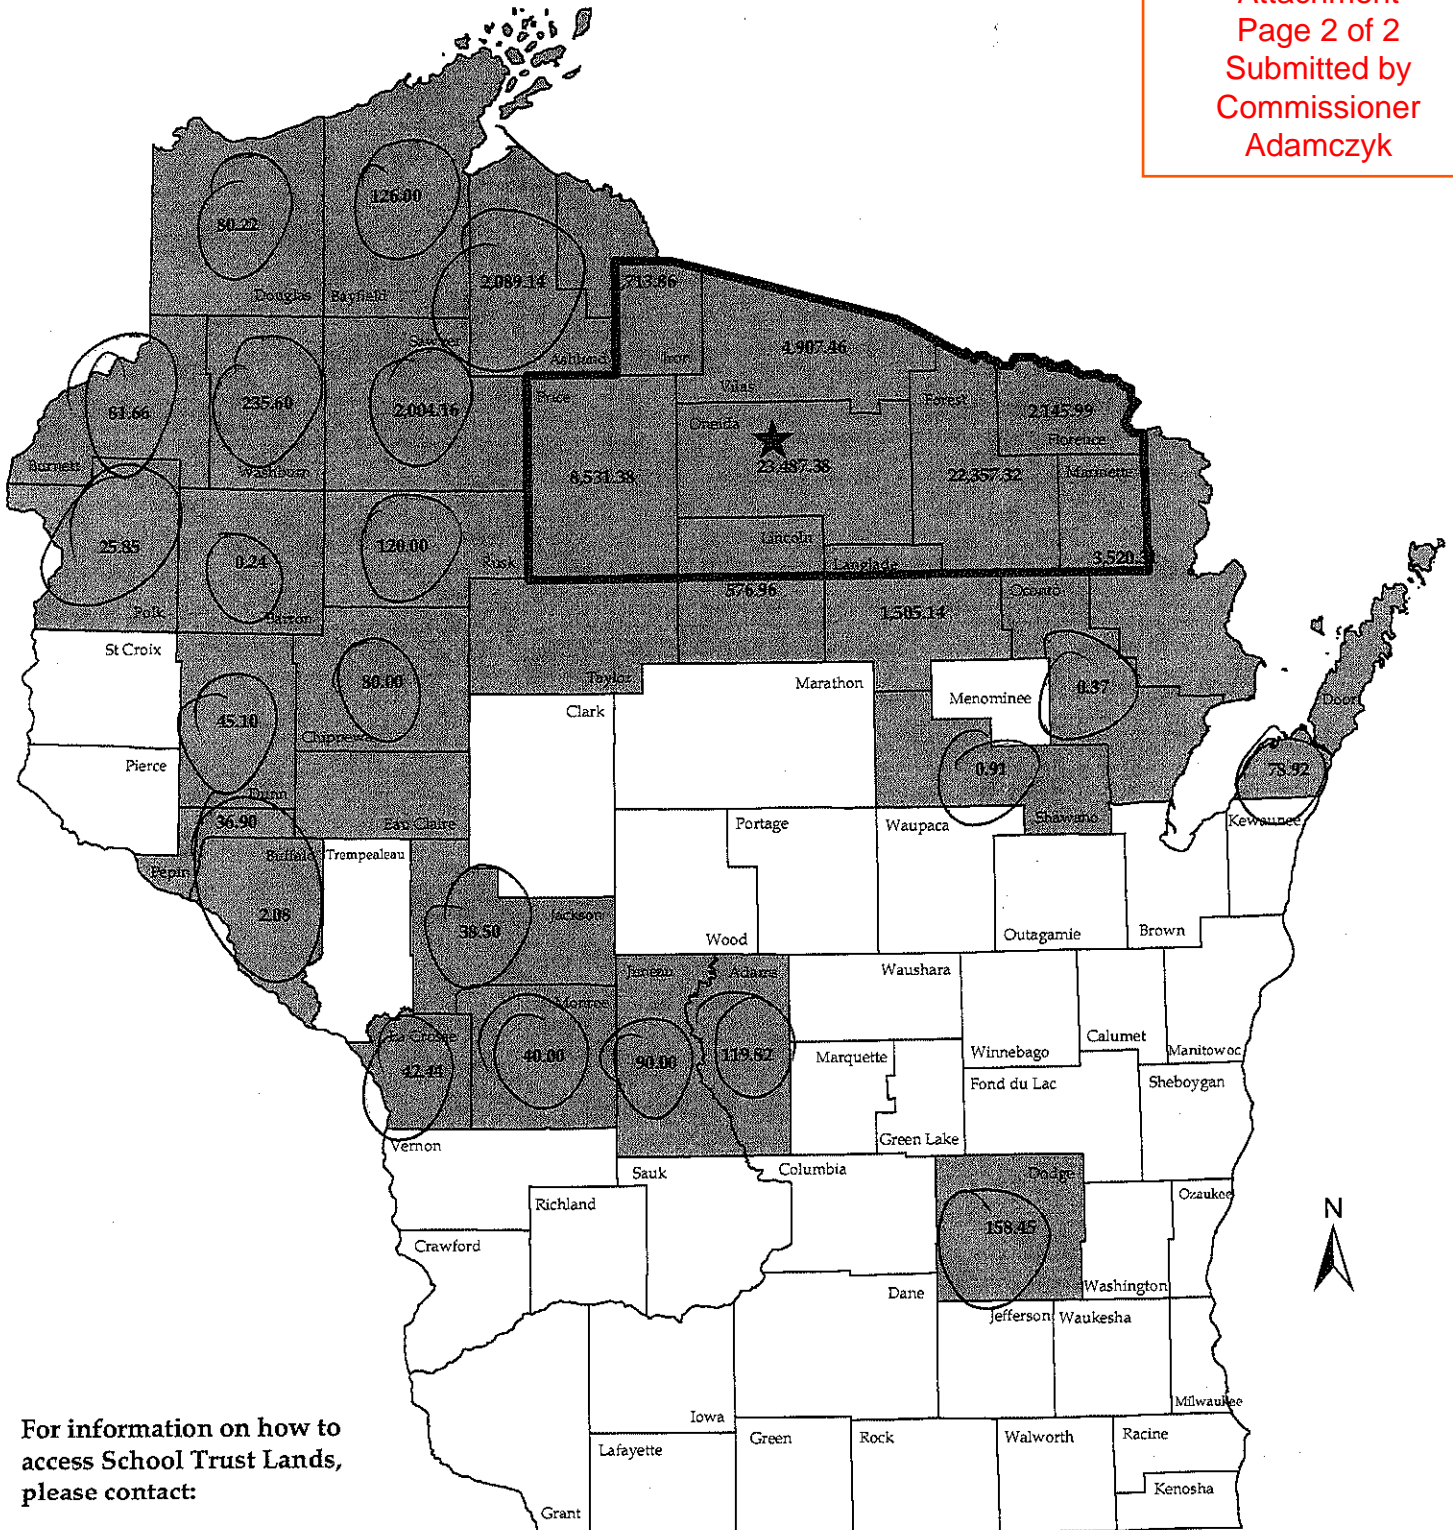 Attachment
Page 2 of 2
Submitted by
Commissioner
Adamczyk
126.00
80.22
2,089.14
713.86
Douglas
Bayfield
Sawyer
Ashland
Iron
4,907.46
Vilas
81.66
235.60
2,004.16
Price
Oneida
Forest
2,145.99
Florence
Burnett
Washburn
8,531.38
23,487.38
22,357.32
Marinette
25.85
0.24
120.00
Rusk
Lincoln
Langlade
3,520.3
Polk
Barron
576.96
1,505.14
Oconto
St Croix
80.00
Taylor
Marathon
Menominee
0.37
Door
45.10
Chippewa
Clark
Pierce
0.91
78.92
Dunn
36.90
Eau Claire
Portage
Waupaca
Shawano
Kewaunee
Pepin
Buffalo
Trempealeau
2.08
38.50
Jackson
Wood
Outagamie
Brown
Juneau
Adams
Waushara
Monroe
La Crosse
42.44
40.00
90.00
119.82
Marquette
Winnebago
Calumet
Manitowoc
Fond du Lac
Sheboygan
Green Lake
Vernon
Sauk
Columbia
Dodge
Richland
Ozaukee
N
Crawford
158.45
Washington
Dane
Jefferson
Waukesha
Milwaukee
Iowa
For information on how to
access School Trust Lands,
please contact:
Lafayette
Green
Rock
Walworth
Racine
Kenosha
Grant